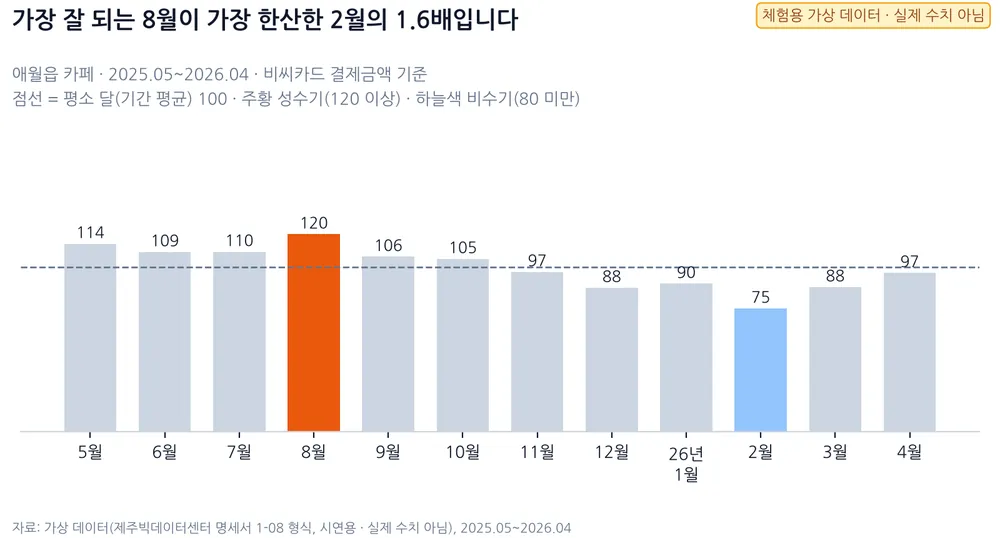 가장 잘 되는 8월이 가장 한산한 2월의 1.6배입니다
체험용 가상 데이터 · 실제 수치 아님
애월읍 카페 · 2025.05~2026.04 · 비씨카드 결제금액 기준
점선 = 평소 달(기간 평균) 100 · 주황 성수기(120 이상) · 하늘색 비수기(80 미만)
114 109 110 120 106 105 97 88 90 75 88 97
5월 6월 7월 8월 9월 10월 11월 12월 26년 2월 3월 4월
1월
자료: 가상 데이터(제주빅데이터센터 명세서 1-08 형식, 시연용 · 실제 수치 아님), 2025.05~2026.04